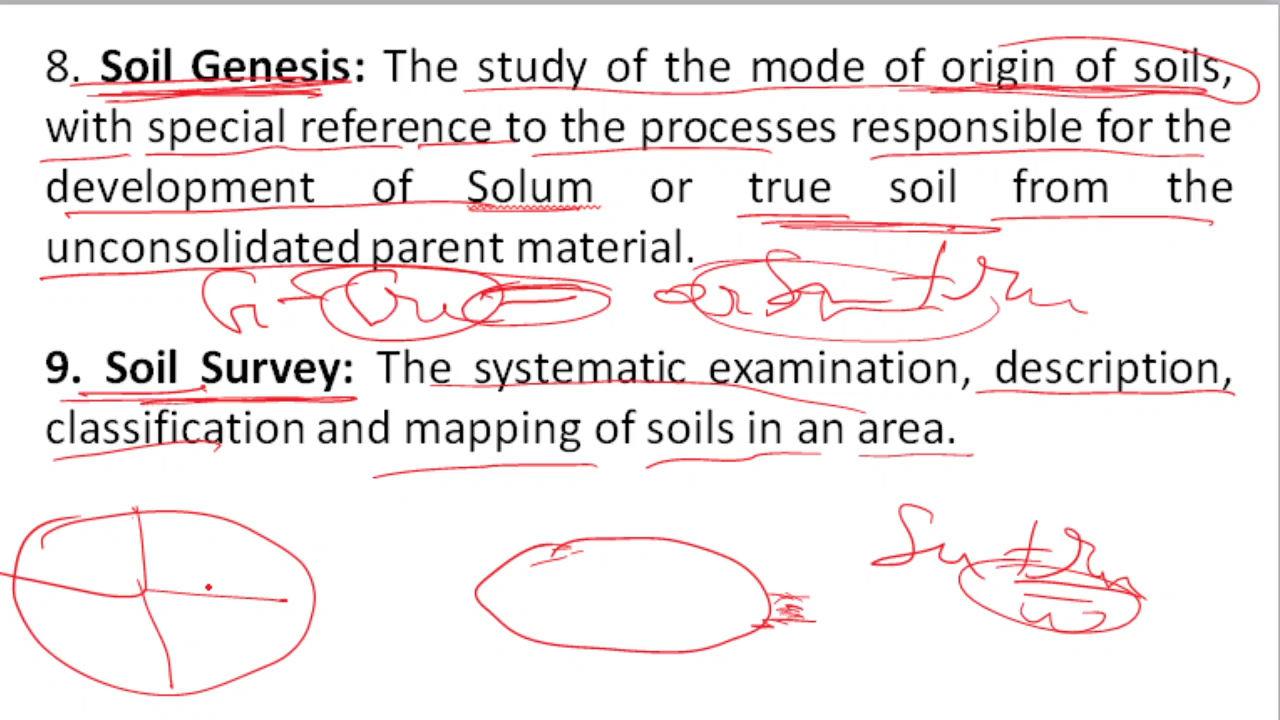 8. Soil Genesis: The study of the mode of origin of soils,
with special reference to the processes responsible for the
development of Solum or true soil from the
unconsolidated parent material.
9. Soil Survey: The systematic examination, description,
classification and mapping of soils in an area.